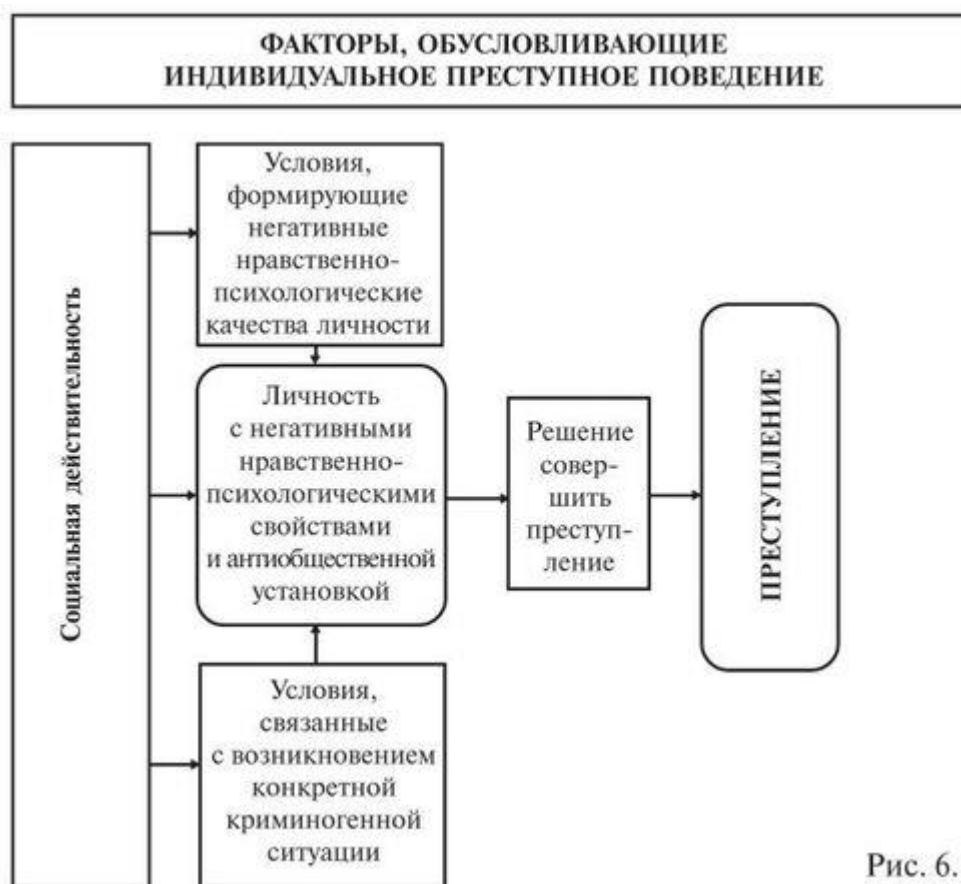 ФАКТОРЫ, ОБУСЛОВЛИВАЮЩИЕ
ИНДИВИДУАЛЬНОЕ ПРЕСТУПНОЕ ПОВЕДЕНИЕ
Социальная действительность
Условия,
формирующие
негативные
нравственно-
психологические
качества личности
Личность
с негативными
нравственно-
психологическими
свойствами
и антиобщественной
установкой
Условия,
связанные
с возникновением
конкретной
криминогенной
ситуации
Решение
совер-
шить
преступ-
ление
ПРЕСТУПЛЕНИЕ
Рис. 6.